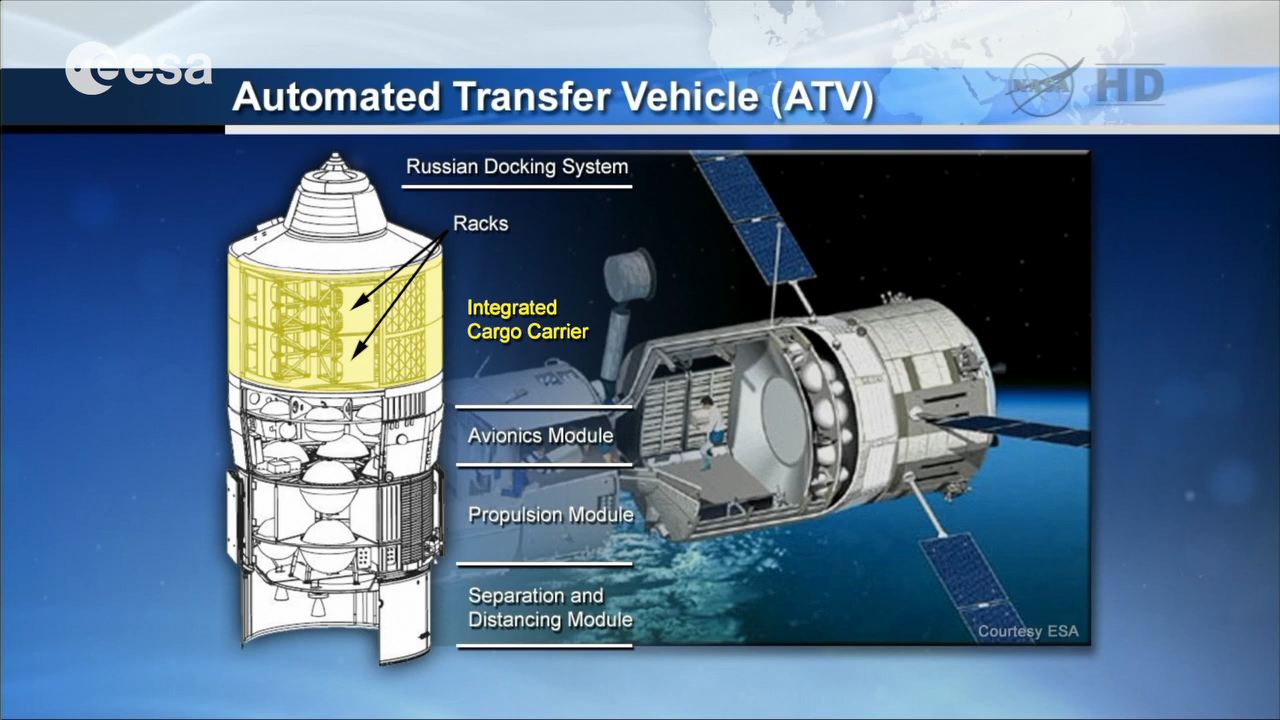 esa
Automated Transfer Vehicle (ATV)
NASA
HD
Russian Docking System
Racks
Integrated
Cargo Carrier
Avionics Module
Propulsion Module
Separation and
Distancing Module
Courtesy ESA